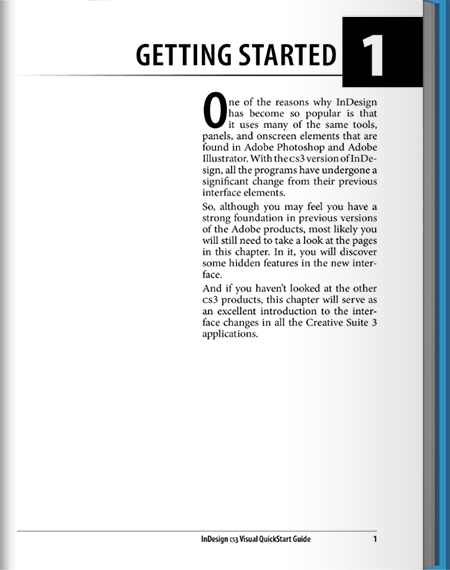 GETTING STARTED 1
One of the reasons why InDesign
has become so popular is that
it uses many of the same tools,
panels, and onscreen elements that are
found in Adobe Photoshop and Adobe
Illustrator. With the CS3 version of InDe-
sign, all the programs have undergone a
significant change from their previous
interface elements.
So, although you may feel you have a
strong foundation in previous versions
of the Adobe products, most likely you
will still need to take a look at the pages
in this chapter. In it, you will discover
some hidden features in the new inter-
face.
And if you haven't looked at the other
CS3 products, this chapter will serve as
an excellent introduction to the inter-
face changes in all the Creative Suite 3
applications.
InDesign CS3 Visual QuickStart Guide 1